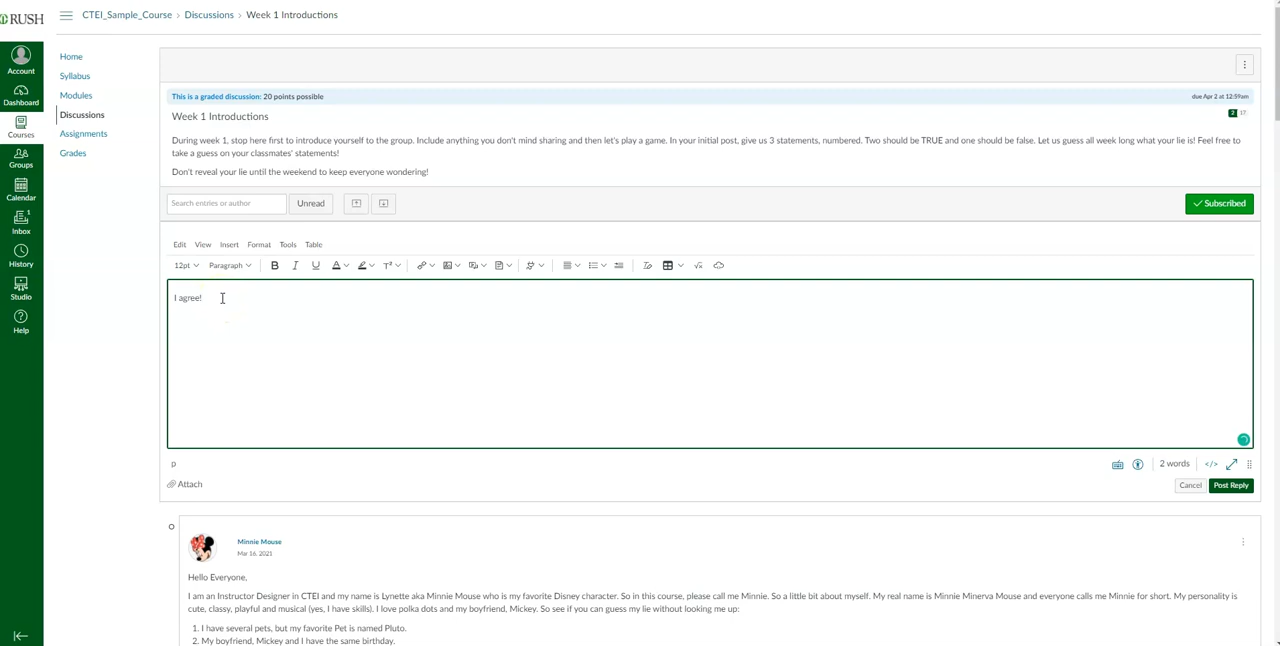 RUSH
CTEI_Sample_Course › Discussions › Week 1 Introductions
Account
Dashboard
Courses
Groups
Calendar
1
Inbox
History
Studio
Help
Home
Syllabus
Modules
Discussions
Assignments
Grades
This is a graded discussion: 20 points possible
due Apr 2 at 12:59am
Week 1 Introductions
2 17
During week 1, stop here first to introduce yourself to the group. Include anything you don't mind sharing and then let's play a game. In your initial post, give us 3 statements, numbered. Two should be TRUE and one should be false. Let us guess all week long what your lie is! Feel free to
take a guess on your classmates' statements!
Don't reveal your lie until the weekend to keep everyone wondering!
Search entries or author
Unread
Subscribed
Edit View Insert Format Tools Table
12pt Paragraph B I U A T²
I agree!
p
2 words </>
Attach
Cancel Post Reply
Minnie Mouse
Mar 16, 2021
Hello Everyone,
I am an Instructor Designer in CTEI and my name is Lynette aka Minnie Mouse who is my favorite Disney character. So in this course, please call me Minnie. So a little bit about myself. My real name is Minnie Minerva Mouse and everyone calls me Minnie for short. My personality is
cute, classy, playful and musical (yes, I have skills). I love polka dots and my boyfriend, Mickey. So see if you can guess my lie without looking me up:
1. I have several pets, but my favorite Pet is named Pluto.
2. My boyfriend, Mickey and I have the same birthday.